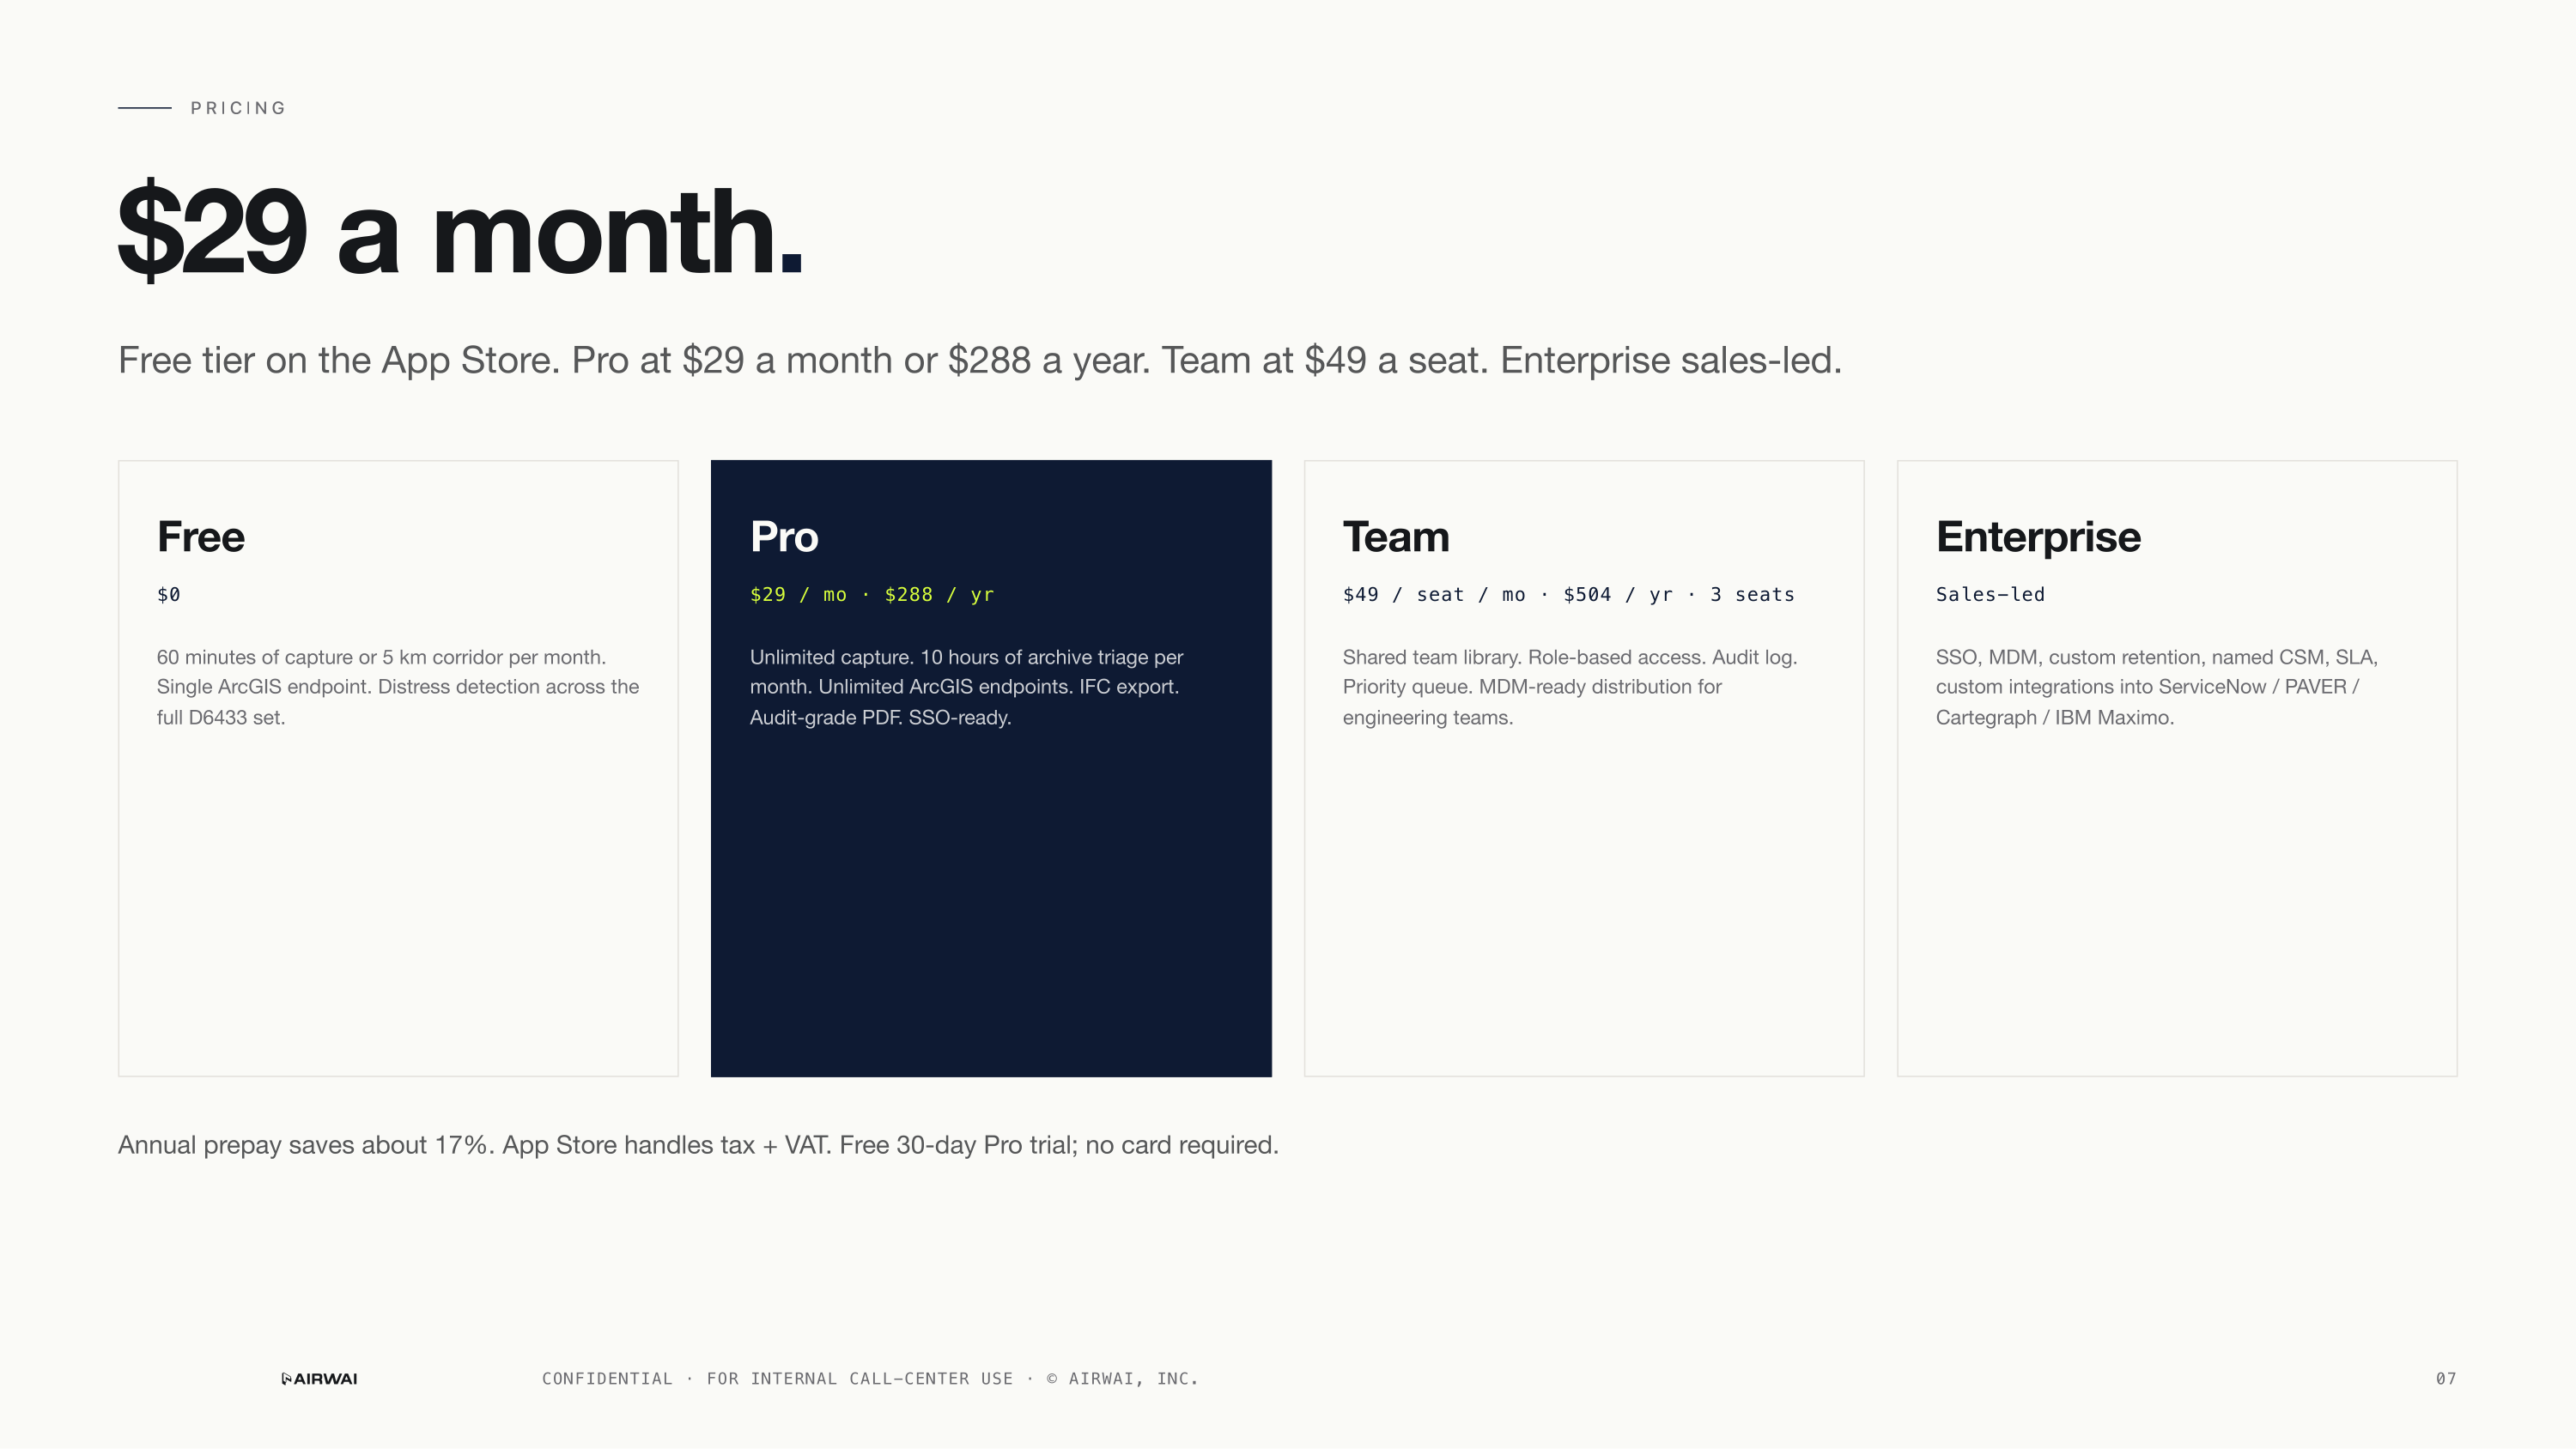 PRICING
$29 a month.
Free tier on the App Store. Pro at $29 a month or $288 a year. Team at $49 a seat. Enterprise sales-led.
Free
$0
60 minutes of capture or 5 km corridor per month.
Single ArcGIS endpoint. Distress detection across the
full D6433 set.
Pro
$29 / mo · $288 / yr
Unlimited capture. 10 hours of archive triage per
month. Unlimited ArcGIS endpoints. IFC export.
Audit-grade PDF. SSO-ready.
Team
$49 / seat / mo · $504 / yr · 3 seats
Shared team library. Role-based access. Audit log.
Priority queue. MDM-ready distribution for
engineering teams.
Enterprise
Sales-led
SSO, MDM, custom retention, named CSM, SLA,
custom integrations into ServiceNow / PAVER /
Cartegraph / IBM Maximo.
Annual prepay saves about 17%. App Store handles tax + VAT. Free 30-day Pro trial; no card required.
AIRWAI
CONFIDENTIAL · FOR INTERNAL CALL-CENTER USE · © AIRWAI, INC.
07